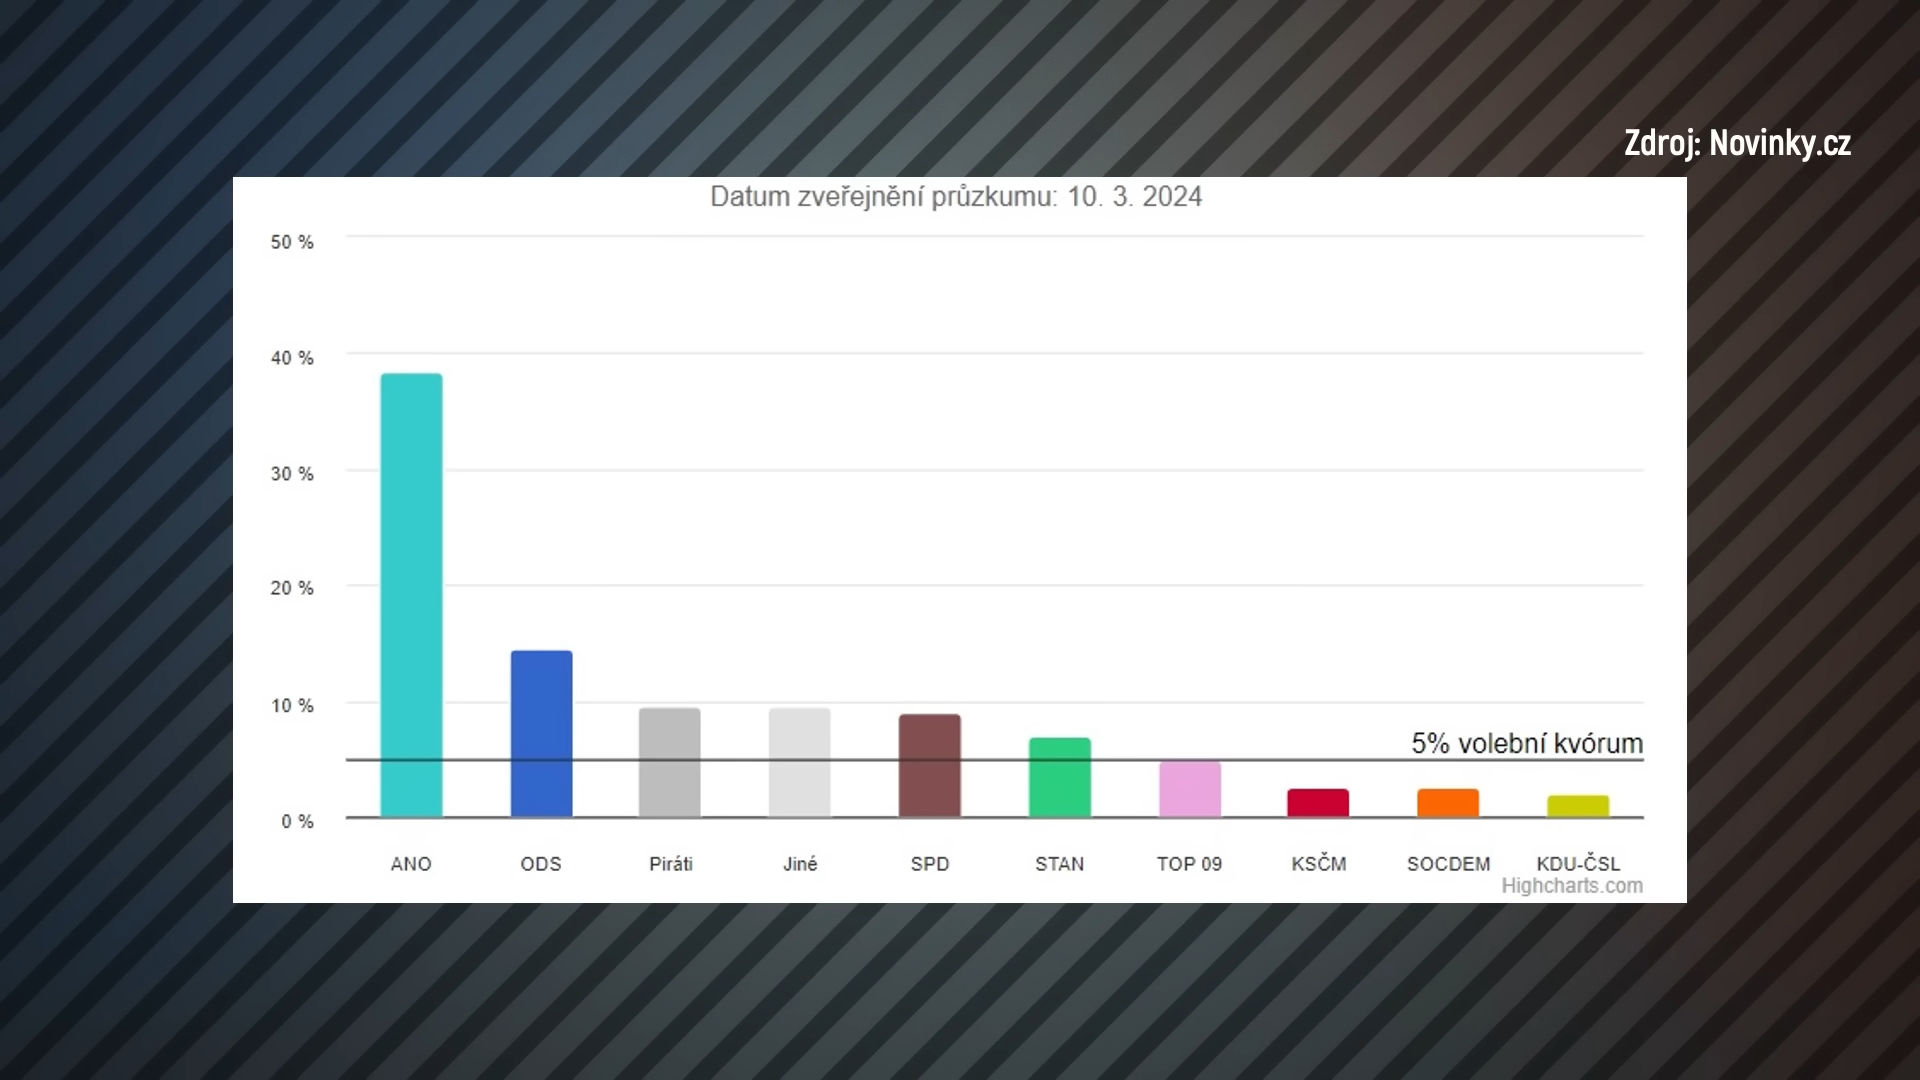 Zdroj: Novinky.cz
Datum zveřejnění průzkumu: 10. 3. 2024
50 %
40 %
30 %
20 %
10 %
5% volební kvórum
0 %
ANO ODS Piráti Jiné SPD STAN TOP 09 KSČM SOCDEM KDU-ČSL
Highcharts.com